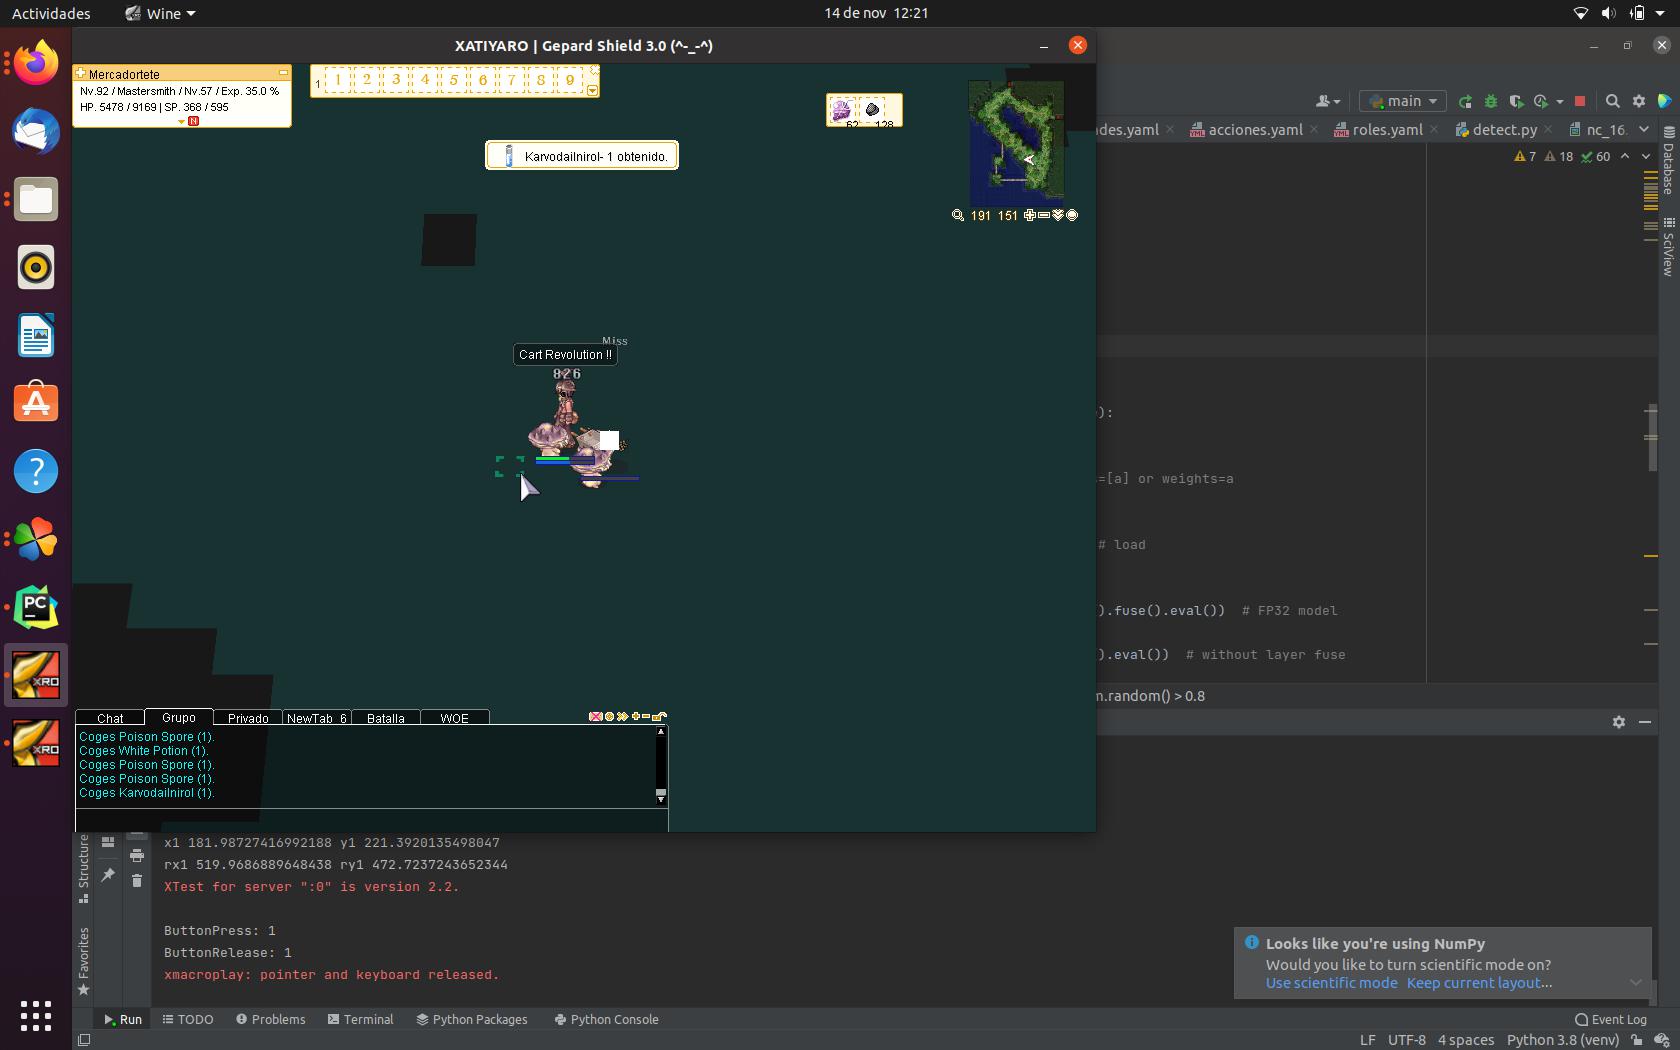 Actividades
Wine
14 de nov 12:21
XATIYARO | Gepard Shield 3.0 (^-_-^)
Mercadortete
Nv.92 / Mastersmith / Nv.57 / Exp. 35.0 %
HP. 5478 / 9169 | SP. 368 / 595
N
1
1 2 3 4 5 6 7 8 9
62 128
Karvodailnirol- 1 obtenido.
191 151
Miss
Cart Revolution !!
826
Chat Grupo Privado NewTab_6 Batalla WOE
Coges Poison Spore (1).
Coges White Potion (1).
Coges Poison Spore (1).
Coges Poison Spore (1).
Coges Karvodailnirol (1).
main
des.yaml acciones.yaml roles.yaml detect.py nc_16.
7 18 60
Database
SciView
):
=[a] or weights=a
# load
).fuse().eval()) # FP32 model
).eval()) # without layer fuse
m.random() > 0.8
PC
XRO
XRO
Structure
Favorites
x1 181.98727416992188 y1 221.3920135498047
rx1 519.9686889648438 ry1 472.7237243652344
XTest for server ":0" is version 2.2.
ButtonPress: 1
ButtonRelease: 1
xmacroplay: pointer and keyboard released.
Looks like you're using NumPy
Would you like to turn scientific mode on?
Use scientific mode Keep current layout...
Run TODO Problems Terminal Python Packages Python Console
Event Log
LF UTF-8 4 spaces Python 3.8 (venv)